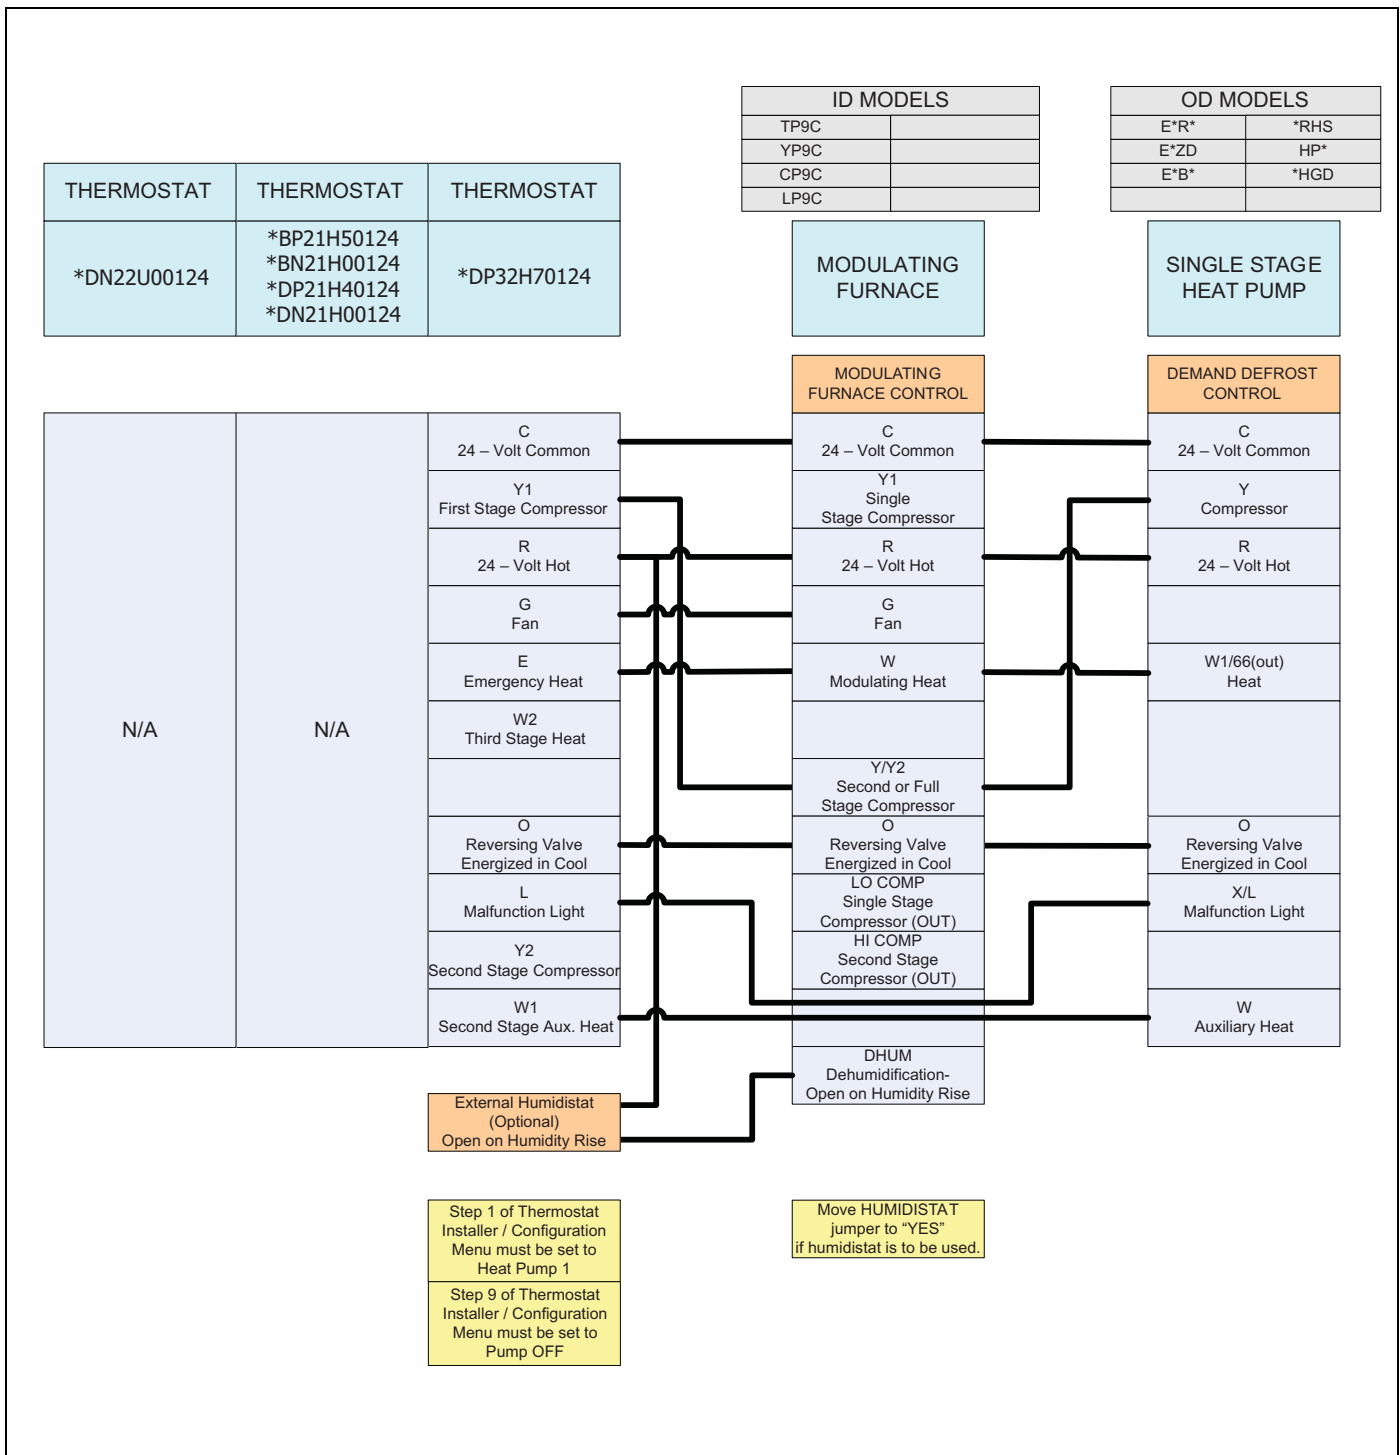 ID MODELS
TP9C
YP9C
CP9C
LP9C
OD MODELS
E*R* *RHS
E*ZD HP*
E*B* *HGD
THERMOSTAT THERMOSTAT THERMOSTAT
*DN22U00124
*BP21H50124
*BN21H00124
*DP21H40124
*DN21H00124
*DP32H70124
MODULATING
FURNACE
SINGLE STAGE
HEAT PUMP
MODULATING
FURNACE CONTROL
DEMAND DEFROST
CONTROL
N/A
N/A
C
24 – Volt Common
Y1
First Stage Compressor
R
24 – Volt Hot
G
Fan
E
Emergency Heat
W2
Third Stage Heat
O
Reversing Valve
Energized in Cool
L
Malfunction Light
Y2
Second Stage Compressor
W1
Second Stage Aux. Heat
External Humidistat
(Optional)
Open on Humidity Rise
C
24 – Volt Common
Y1
Single
Stage Compressor
R
24 – Volt Hot
G
Fan
W
Modulating Heat
Y/Y2
Second or Full
Stage Compressor
O
Reversing Valve
Energized in Cool
LO COMP
Single Stage
Compressor (OUT)
HI COMP
Second Stage
Compressor (OUT)
DHUM
Dehumidification-
Open on Humidity Rise
C
24 – Volt Common
Y
Compressor
R
24 – Volt Hot
W1/66(out)
Heat
O
Reversing Valve
Energized in Cool
X/L
Malfunction Light
W
Auxiliary Heat
Step 1 of Thermostat
Installer / Configuration
Menu must be set to
Heat Pump 1
Step 9 of Thermostat
Installer / Configuration
Menu must be set to
Pump OFF
Move HUMIDISTAT
jumper to “YES”
if humidistat is to be used.